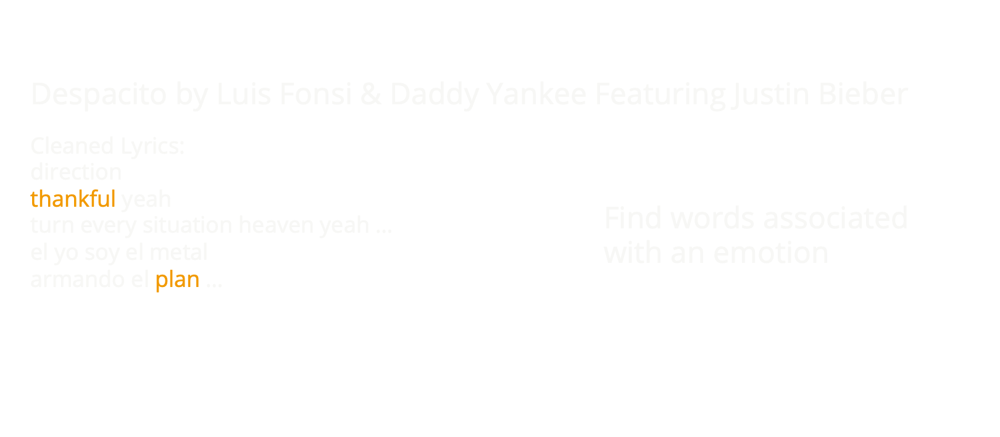 Despacito by Luis Fonsi & Daddy Yankee Featuring Justin Bieber
Cleaned Lyrics:
direction
thankful yeah
turn every situation heaven yeah ...
el yo soy el metal
armando el plan ...
Find words associated
with an emotion